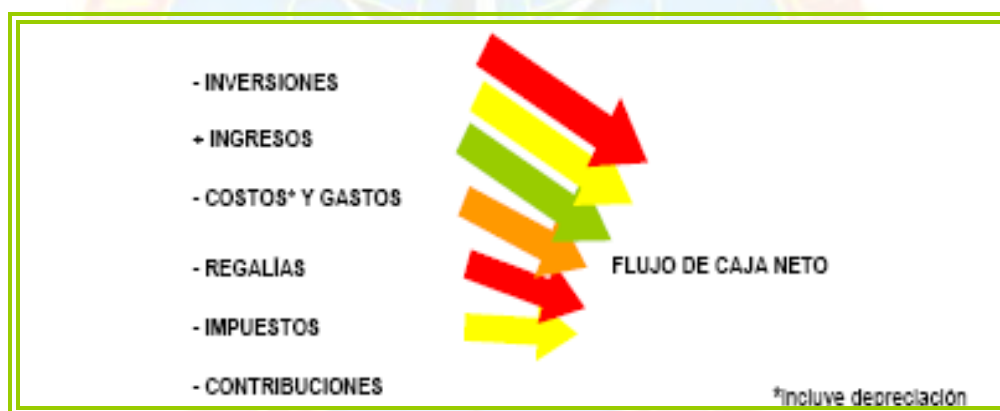 - INVERSIONES
+ INGRESOS
- COSTOS* Y GASTOS
- REGALÍAS
FLUJO DE CAJA NETO
- IMPUESTOS
- CONTRIBUCIONES
*Incluye depreciación